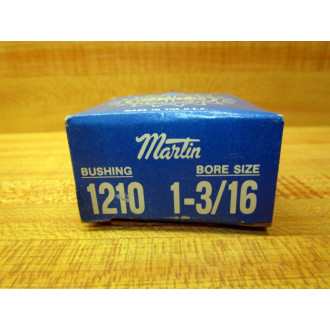 MADE IN THE U.S.A.
Martin
BUSHING BORE SIZE
1210 1-3/16